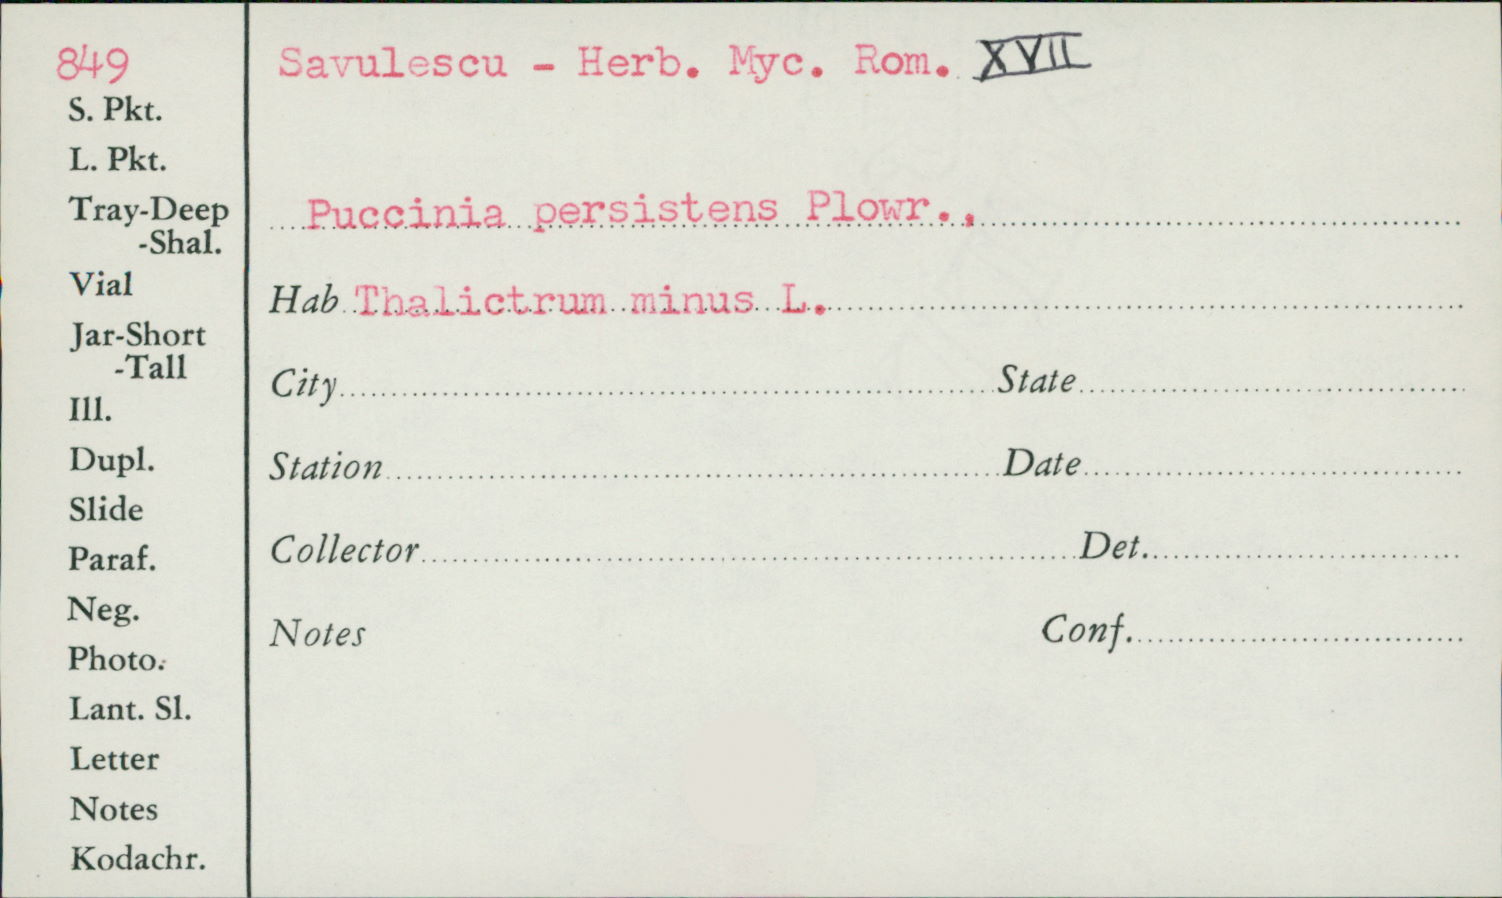 849
Savulescu - Herb. Myc. Rom. XVII
S. Pkt.
L. Pkt.
Tray-Deep
-Shal.
Vial
Jar-Short
-Tall
Ill.
Dupl.
Slide
Paraf.
Neg.
Photo.
Lant. Sl.
Letter
Notes
Kodachr.
Puccinia persistens Plowr.,
Hab Thalictrum minus L.
City State
Station Date
Collector Det.
Notes Conf.